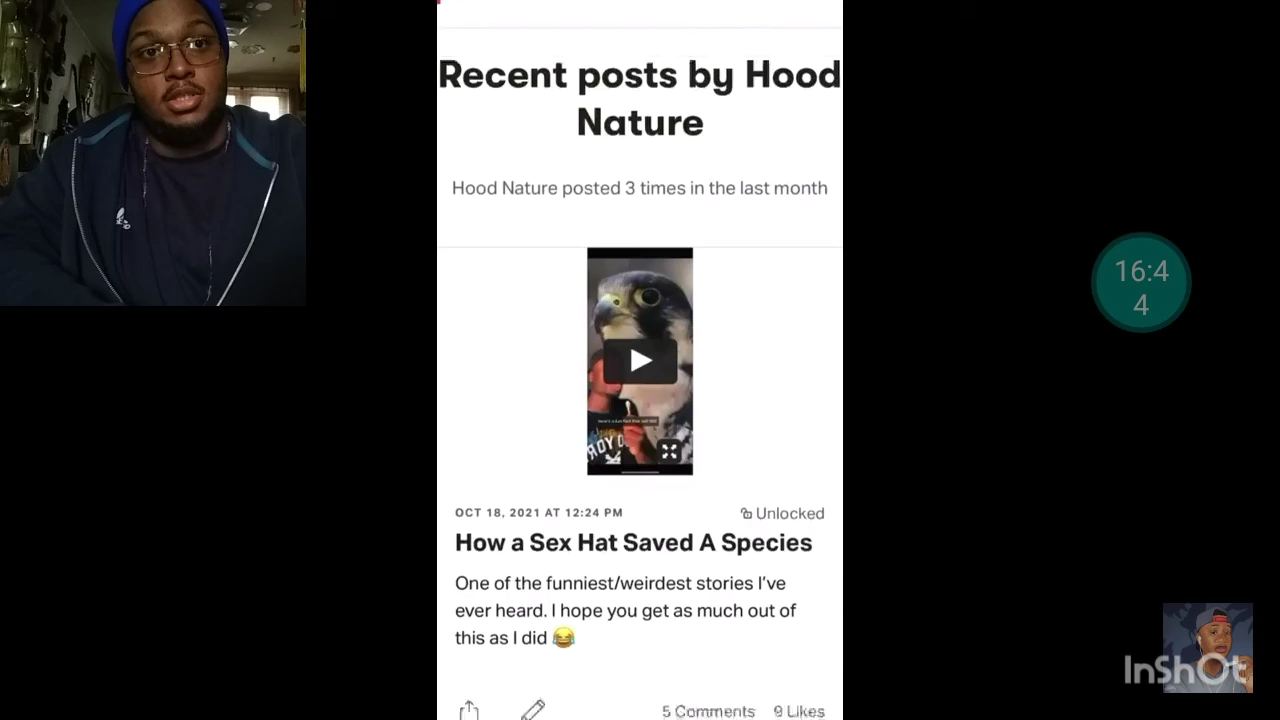 Recent posts by Hood
Nature
Hood Nature posted 3 times in the last month
16:4
4
ROYC
OCT 18, 2021 AT 12:24 PM
Unlocked
How a Sex Hat Saved A Species
One of the funniest/weirdest stories I've
ever heard. I hope you get as much out of
this as I did 😂
5 Comments 9 Likes
InShOt